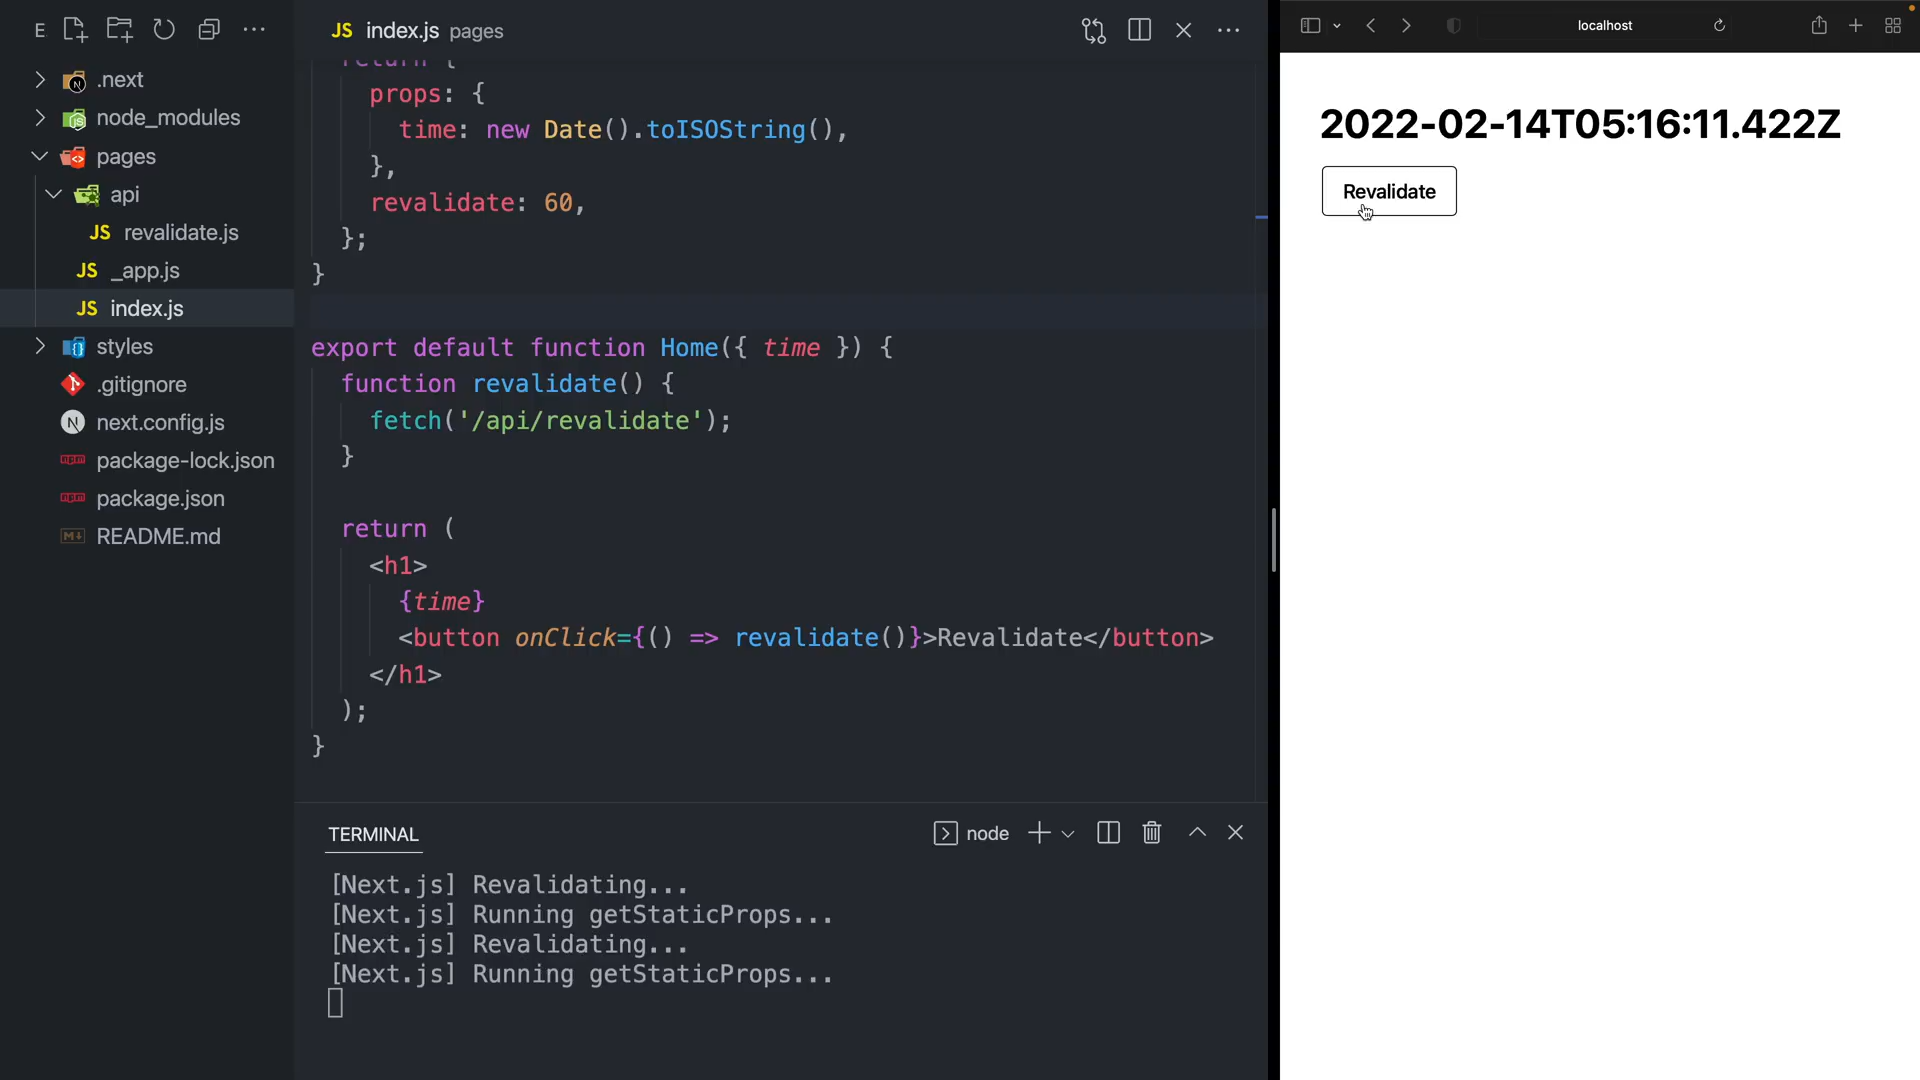 E
JS index.js pages
.next
node_modules
pages
api
JS revalidate.js
JS _app.js
JS index.js
styles
.gitignore
N next.config.js
npm package-lock.json
npm package.json
M↓ README.md
return {
props: {
time: new Date().toISOString(),
},
revalidate: 60,
};
}
export default function Home({ time }) {
function revalidate() {
fetch('/api/revalidate');
}
return (
<h1>
{time}
<button onClick={() => revalidate()}>Revalidate</button>
</h1>
);
}
TERMINAL
node
[Next.js] Revalidating...
[Next.js] Running getStaticProps...
[Next.js] Revalidating...
[Next.js] Running getStaticProps...
localhost
2022-02-14T05:16:11.422Z
Revalidate